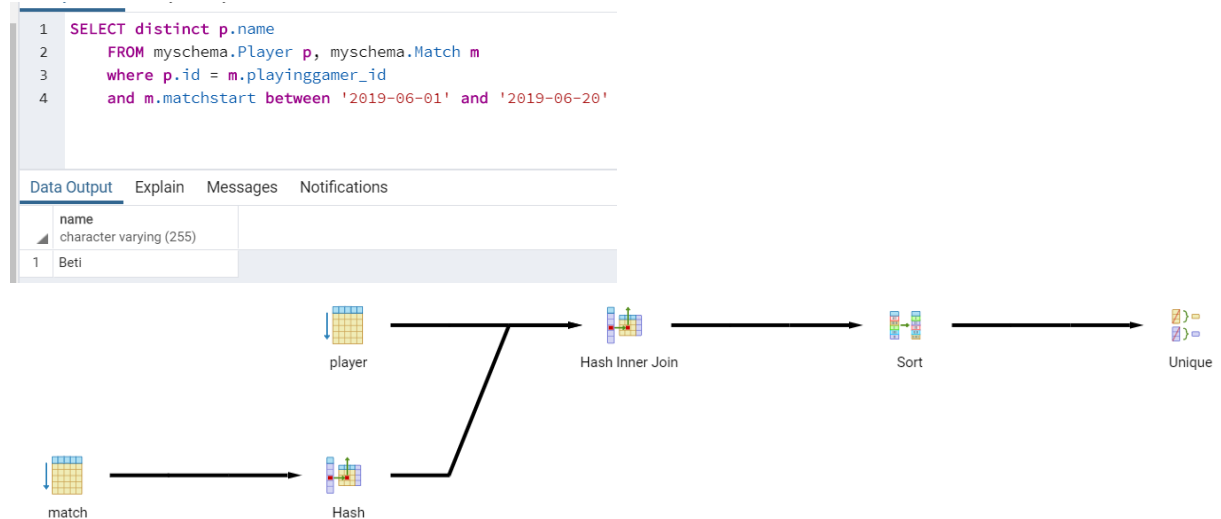 1 SELECT distinct p.name
2 FROM myschema.Player p, myschema.Match m
3 where p.id = m.playinggamer_id
4 and m.matchstart between '2019-06-01' and '2019-06-20'
Data Output Explain Messages Notifications
name
character varying (255)
1 Beti
player
Hash Inner Join
Sort
Unique
match
Hash